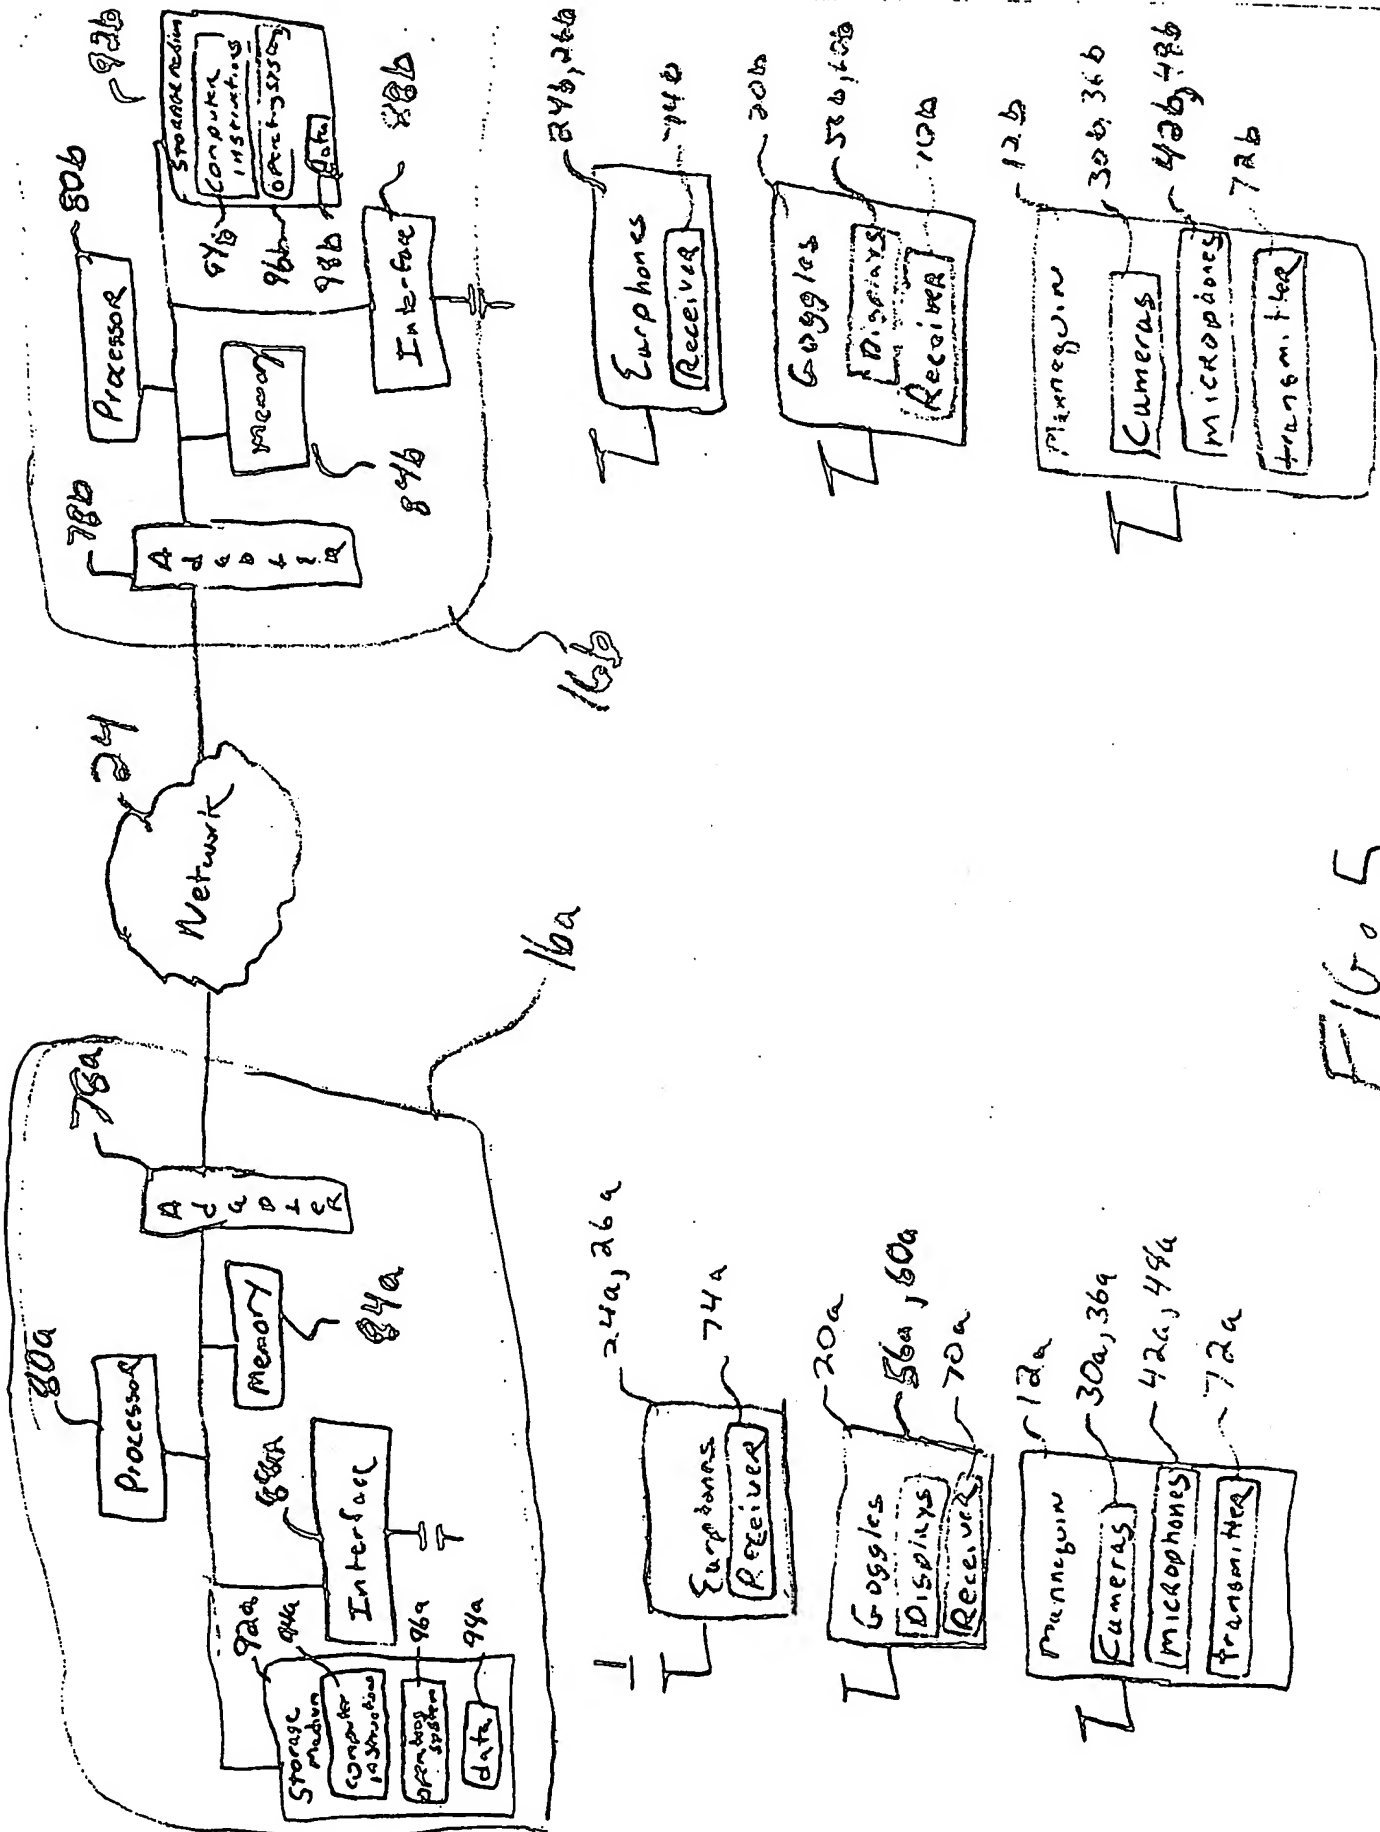 80a
Processor
78a
Adapter
92a
Storage
medium
94a
computer
instructions
96a
operating
system
98a
data
88A
Interface
Memory
84a
16a
Network
24
78b
Adapter
80b
Processor
92b
Storage medium
Computer
instructions
operating system
Data
96b
98b
Memory
84b
Interface
88b
16b
Earphones
Receiver
24a, 26a
74a
Goggles
Displays
Receiver
20a
56a, 60a
70a
Mannequin
Cameras
microphones
transmitter
12a
30a, 36a
42a, 48a
72a
Earphones
Receiver
24b, 26b
74b
Goggles
Displays
Receiver
20b
56b, 60b
Mannequin
Cameras
microphones
transmitter
12b
30b, 36b
42b, 48b
72b
FIG. 5